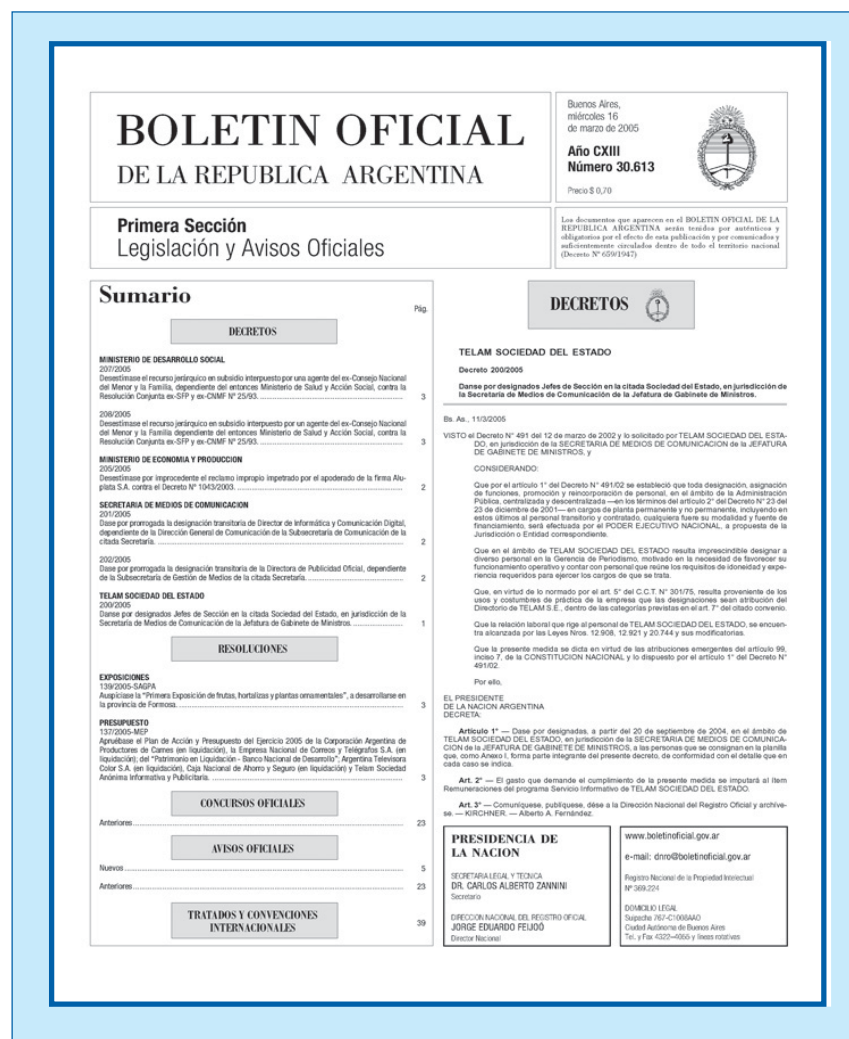 BOLETIN OFICIAL
DE LA REPUBLICA ARGENTINA
Buenos Aires,
miércoles 16
de marzo de 2005
Año CXIII
Número 30.613
Precio $ 0,70
Primera Sección
Legislación y Avisos Oficiales
Los documentos que aparecen en el BOLETIN OFICIAL DE LA
REPUBLICA ARGENTINA serán tenidos por auténticos y
obligatorios por el efecto de esta publicación y por comunicados y
suficientemente circulados dentro de todo el territorio nacional
(Decreto Nº 659/1947)
Sumario
Pág.
DECRETOS
MINISTERIO DE DESARROLLO SOCIAL
207/2005
Desestímase el recurso jerárquico en subsidio interpuesto por una agente del ex-Consejo Nacional
del Menor y la Familia, dependiente del entonces Ministerio de Salud y Acción Social, contra la
Resolución Conjunta ex-SFP y ex-CNMF Nº 25/93. 3
208/2005
Desestímase el recurso jerárquico en subsidio interpuesto por un agente del ex-Consejo Nacional
del Menor y la Familia, dependiente del entonces Ministerio de Salud y Acción Social, contra la
Resolución Conjunta ex-SFP y ex-CNMF Nº 25/93. 3
MINISTERIO DE ECONOMIA Y PRODUCCION
205/2005
Desestímase por improcedente el reclamo impropio impetrado por el apoderado de la firma Alu-
plata S.A. contra el Decreto Nº 1043/2003. 2
SECRETARIA DE MEDIOS DE COMUNICACION
201/2005
Dase por prorrogada la designación transitoria de Director de Informática y Comunicación Digital,
dependiente de la Dirección General de Comunicación de la Subsecretaría de Comunicación de la
citada Secretaría. 2
202/2005
Dase por prorrogada la designación transitoria de la Directora de Publicidad Oficial, dependiente
de la Subsecretaría de Gestión de Medios de la citada Secretaría. 2
TELAM SOCIEDAD DEL ESTADO
200/2005
Danse por designados Jefes de Sección en la citada Sociedad del Estado, en jurisdicción de la
Secretaría de Medios de Comunicación de la Jefatura de Gabinete de Ministros. 1
RESOLUCIONES
EXPOSICIONES
139/2005-SAGPA
Auspíciase la "Primera Exposición de frutas, hortalizas y plantas ornamentales", a desarrollarse en
la provincia de Formosa. 3
PRESUPUESTO
137/2005-MEP
Apruébase el Plan de Acción y Presupuesto del Ejercicio 2005 de la Corporación Argentina de
Productores de Carnes (en liquidación), la Empresa Nacional de Correos y Telégrafos S.A. (en
liquidación); del "Patrimonio en Liquidación - Banco Nacional de Desarrollo", Argentina Televisora
Color S.A. (en liquidación), Caja Nacional de Ahorro y Seguro (en liquidación) y Telam Sociedad
Anónima Informativa y Publicitaria. 3
CONCURSOS OFICIALES
Anteriores 23
AVISOS OFICIALES
Nuevos 5
Anteriores 23
TRATADOS Y CONVENCIONES
INTERNACIONALES
39
DECRETOS
TELAM SOCIEDAD DEL ESTADO
Decreto 200/2005
Danse por designados Jefes de Sección en la citada Sociedad del Estado, en jurisdicción de
la Secretaría de Medios de Comunicación de la Jefatura de Gabinete de Ministros.
Bs. As., 11/3/2005
VISTO el Decreto Nº 491 del 12 de marzo de 2002 y lo solicitado por TELAM SOCIEDAD DEL ESTA-
DO, en jurisdicción de la SECRETARIA DE MEDIOS DE COMUNICACION de la JEFATURA
DE GABINETE DE MINISTROS, y
CONSIDERANDO:
Que por el artículo 1° del Decreto N° 491/02 se estableció que toda designación, asignación
de funciones, promoción y reincorporación de personal, en el ámbito de la Administración
Pública, centralizada y descentralizada —en los términos del artículo 2° del Decreto N° 23 del
23 de diciembre de 2001— en cargos de planta permanente y no permanente, incluyendo en
estos últimos al personal transitorio y contratado, cualquiera fuere su modalidad y fuente de
financiamiento, será efectuada por el PODER EJECUTIVO NACIONAL, a propuesta de la
Jurisdicción o Entidad correspondiente.
Que en el ámbito de TELAM SOCIEDAD DEL ESTADO resulta imprescindible designar a
diverso personal en la Gerencia de Periodismo, motivado en la necesidad de favorecer su
funcionamiento operativo y contar con personal que reúne los requisitos de idoneidad y expe-
riencia requeridos para ejercer los cargos de que se trata.
Que, en virtud de lo normado por el art. 5° del C.C.T. N° 301/75, resulta proveniente de los
usos y costumbres de práctica de la empresa que las designaciones sean atribución del
Directorio de TELAM S.E., dentro de las categorías previstas en el art. 7° del citado convenio.
Que la relación laboral que rige al personal de TELAM SOCIEDAD DEL ESTADO, se encuen-
tra alcanzada por las Leyes Nros. 12.908, 12.921 y 20.744 y sus modificatorias.
Que la presente medida se dicta en virtud de las atribuciones emergentes del artículo 99,
inciso 7, de la CONSTITUCION NACIONAL y lo dispuesto por el artículo 1° del Decreto N°
491/02.
Por ello,
EL PRESIDENTE
DE LA NACION ARGENTINA
DECRETA:
Artículo 1° — Dase por designadas, a partir del 20 de septiembre de 2004, en el ámbito de
TELAM SOCIEDAD DEL ESTADO, en jurisdicción de la SECRETARIA DE MEDIOS DE COMUNICA-
CION de la JEFATURA DE GABINETE DE MINISTROS, a las personas que se consignan en la planilla
que, como Anexo I, forma parte integrante del presente decreto, de conformidad con el detalle que en
cada caso se indica.
Art. 2° — El gasto que demande el cumplimiento de la presente medida se imputará al ítem
Remuneraciones del programa Servicio Informativo de TELAM SOCIEDAD DEL ESTADO.
Art. 3° — Comuníquese, publíquese, dése a la Dirección Nacional del Registro Oficial y archíve-
se. — KIRCHNER. — Alberto A. Fernández.
PRESIDENCIA DE
LA NACION
SECRETARIA LEGAL Y TECNICA
DR. CARLOS ALBERTO ZANNINI
Secretario
DIRECCION NACIONAL DEL REGISTRO OFICIAL
JORGE EDUARDO FEIJOÓ
Director Nacional
www.boletinoficial.gov.ar
e-mail: dnro@boletinoficial.gov.ar
Registro Nacional de la Propiedad Intelectual
Nº 369.224
DOMICILIO LEGAL
Suipacha 767-C1008AAO
Ciudad Autónoma de Buenos Aires
Tel. y Fax 4322-4055 y líneas rotativas